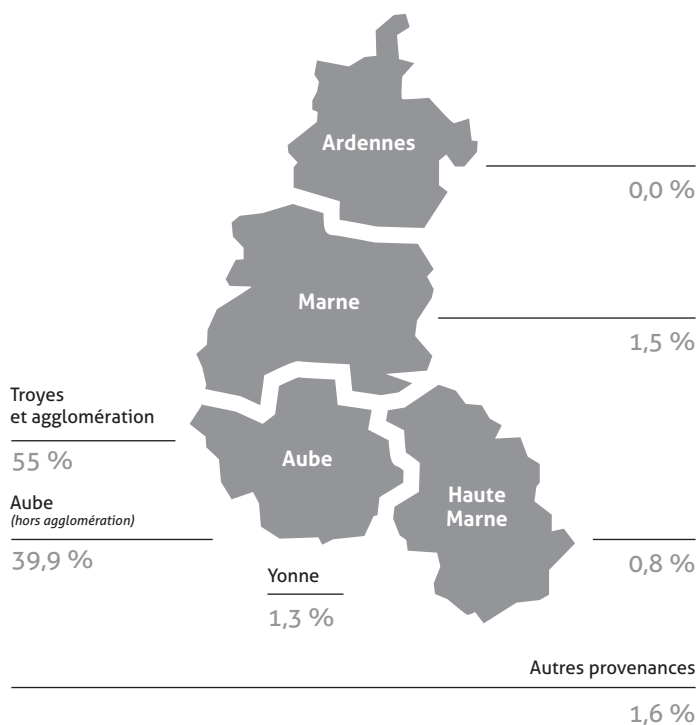 Ardennes
0,0 %
Marne
1,5 %
Troyes
et agglomération
55 %
Aube
Aube
(hors agglomération)
39,9 %
Haute
Marne
0,8 %
Yonne
1,3 %
Autres provenances
1,6 %